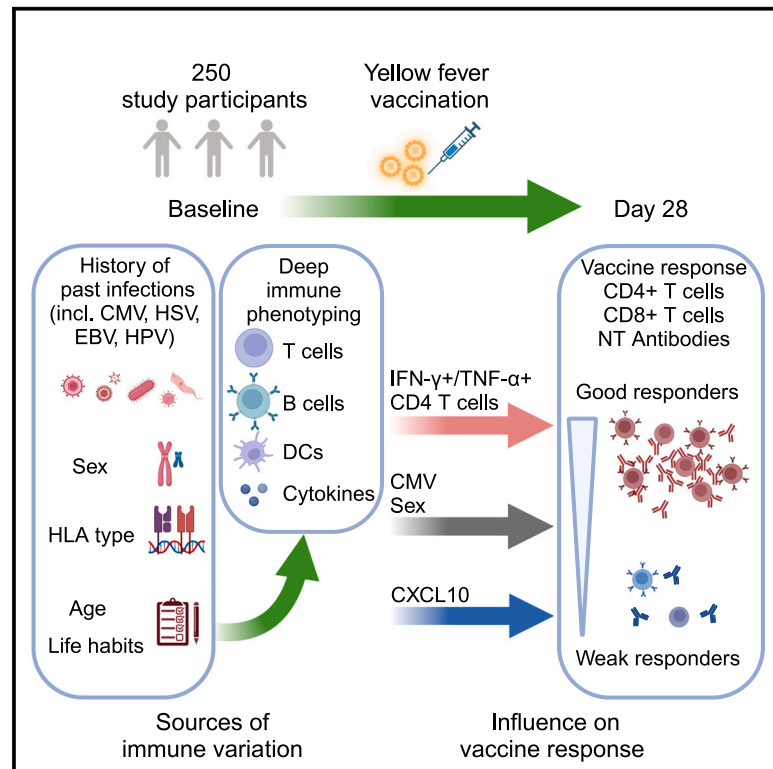 250
study participants
Yellow fever
vaccination
Baseline
Day 28
History of
past infections
(incl. CMV, HSV,
EBV, HPV)
Sex
HLA type
Age
Life habits
Deep
immune
phenotyping
T cells
B cells
DCs
Cytokines
IFN-γ+/TNF-α+
CD4 T cells
CMV
Sex
CXCL10
Vaccine response
CD4+ T cells
CD8+ T cells
NT Antibodies
Good responders
Weak responders
Sources of
immune variation
Influence on
vaccine response